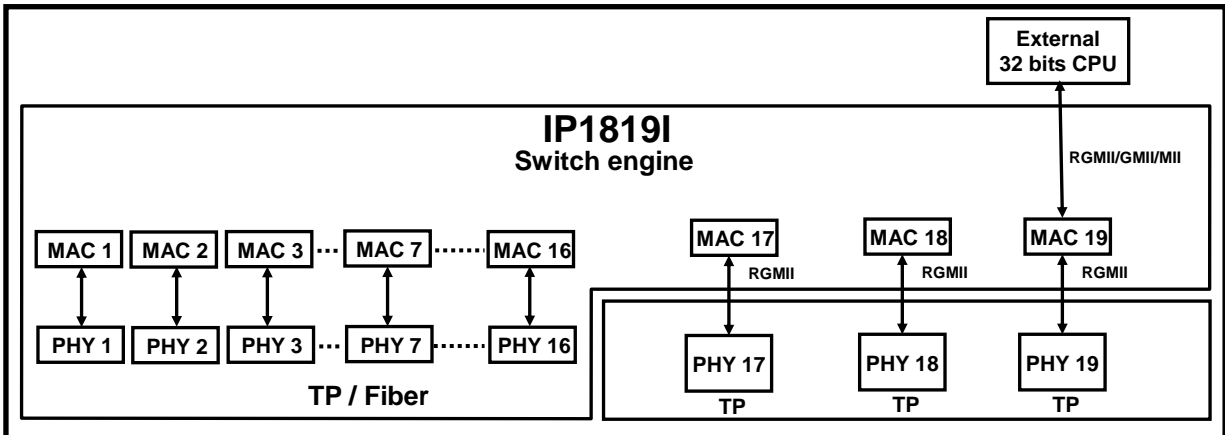 External
32 bits CPU
IP1819I
Switch engine
RGMII/GMII/MII
MAC 1 MAC 2 MAC 3 MAC 7 MAC 16 MAC 17 MAC 18 MAC 19
RGMII RGMII RGMII
PHY 1 PHY 2 PHY 3 PHY 7 PHY 16 PHY 17 PHY 18 PHY 19
TP / Fiber
TP TP TP